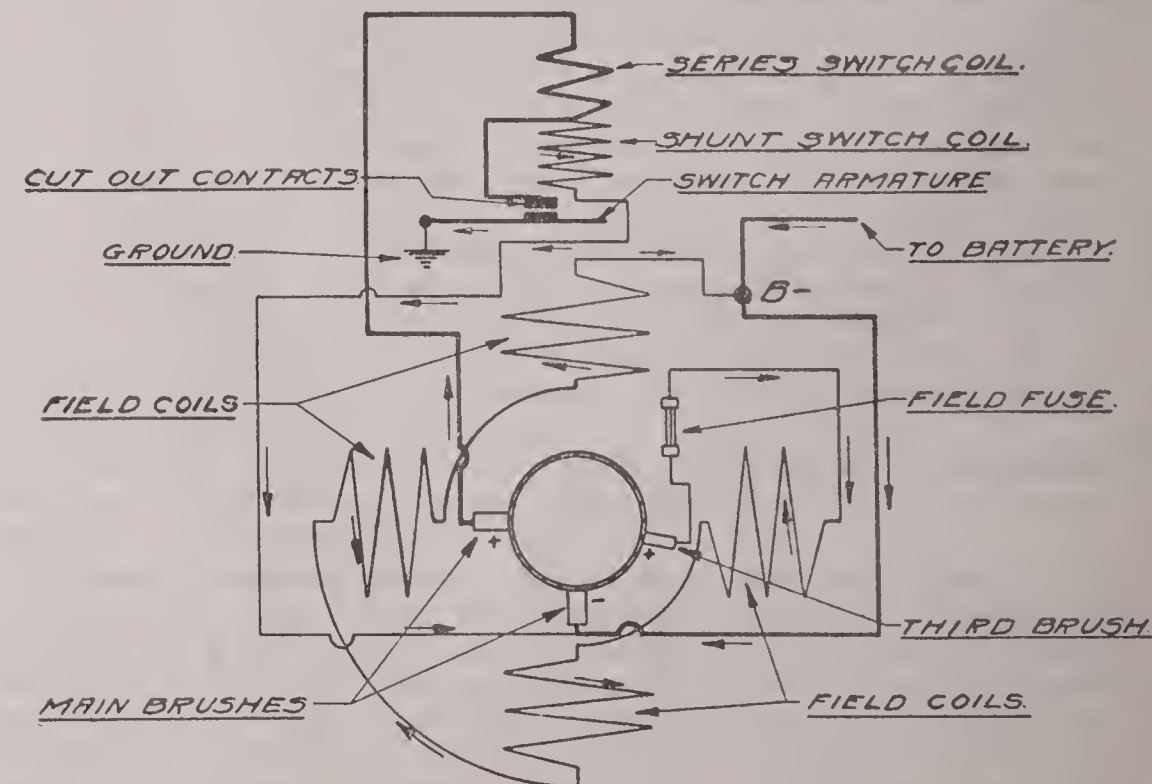 SERIES SWITCH COIL.
SHUNT SWITCH COIL.
CUT OUT CONTACTS
SWITCH ARMATURE
GROUND
TO BATTERY.
B-
FIELD COILS
FIELD FUSE.
+
+
-
THIRD BRUSH.
MAIN BRUSHES
FIELD COILS.